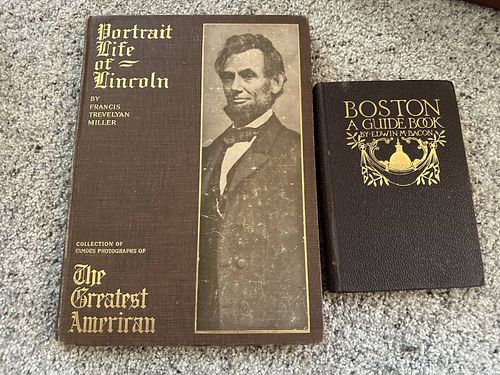 Portrait
Life
of
Lincoln
BY
FRANCIS
TREVELYAN
MILLER
COLLECTION OF
FAMOUS PHOTOGRAPHS OF
The
Greatest
American
BOSTON
A GUIDE BOOK
BY·EDWIN·M·BACON